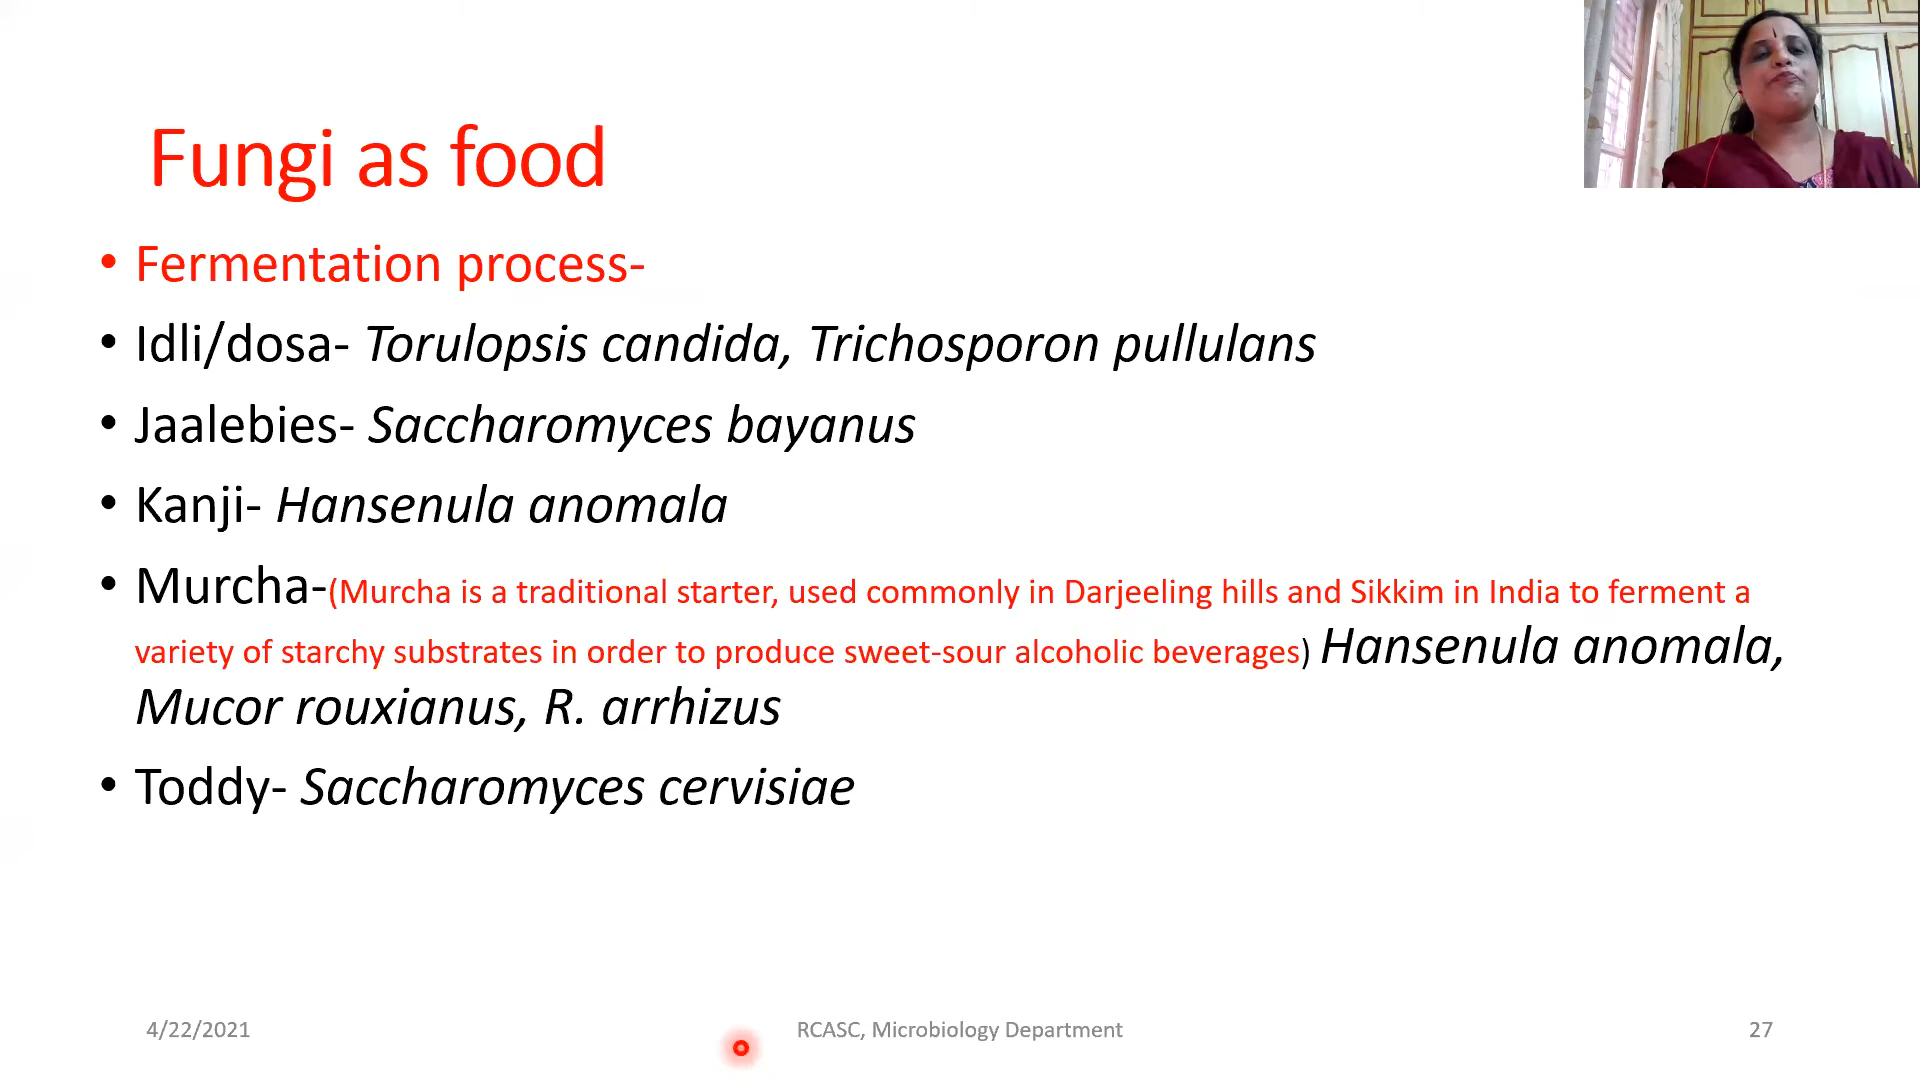 Fungi as food
• Fermentation process-
• Idli/dosa- Torulopsis candida, Trichosporon pullulans
• Jaalebies- Saccharomyces bayanus
• Kanji- Hansenula anomala
• Murcha-(Murcha is a traditional starter, used commonly in Darjeeling hills and Sikkim in India to ferment a
variety of starchy substrates in order to produce sweet-sour alcoholic beverages) Hansenula anomala,
Mucor rouxianus, R. arrhizus
• Toddy- Saccharomyces cervisiae
4/22/2021 RCASC, Microbiology Department 27